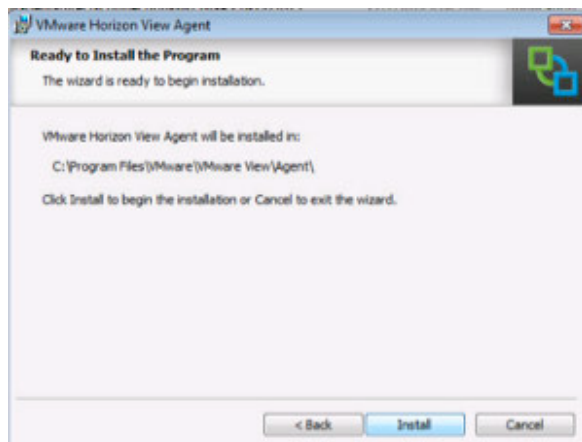 VMware Horizon View Agent
Ready to Install the Program
The wizard is ready to begin installation.
VMware Horizon View Agent will be installed in:
C:\Program Files\VMware\VMware View\Agent\
Click Install to begin the installation or Cancel to exit the wizard.
< Back Install Cancel